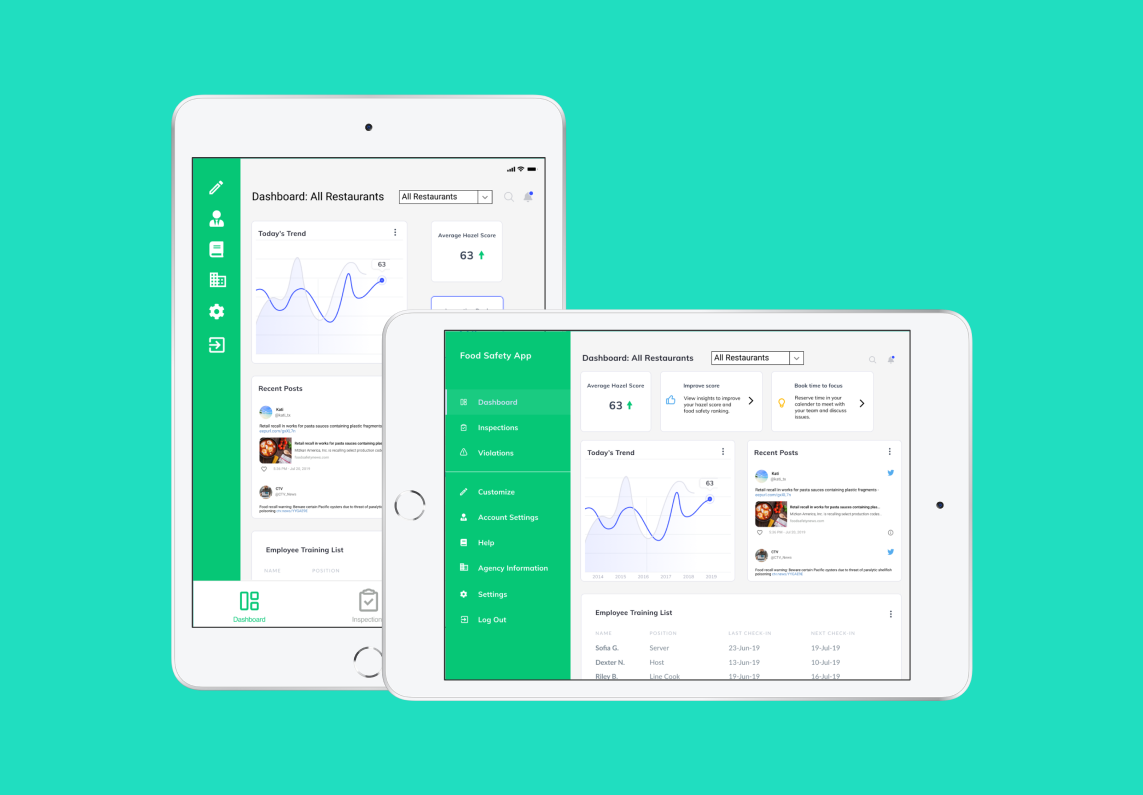 Dashboard: All Restaurants
All Restaurants
Today's Trend
63
Average Hazel Score
63
Recent Posts
Kati
@Kati_ta
Retail recall in works for pasta sauces containing plastic fragments-
Retail recall in works for pasta sauces containing plas
Mizkan America, Inc. is recalling select production code
foodsafetynews.com
5:36 PM - Jul 30, 2019
CTV
@CTV_News
Food recall warning: Beware certain Pacific oysters due to threat of paralytic
Employee Training List
NAME
POSITION
Dashboard
Inspection
Food Safety App
Dashboard
Inspections
Violations
Customize
Account Settings
Help
Agency Information
Settings
Log Out
Dashboard: All Restaurants
All Restaurants
Average Hazel Score
63
Improve score
View insights to improve
your hazel score and
food safety ranking.
Book time to focus
Reserve time in your
calender to meet with
your team and discuss
issues.
Today's Trend
63
2014 2015 2016 2017 2018 2019
Recent Posts
Kati
@Kati_ta
Retail recall in works for pasta sauces containing plastic fragments -
Retail recall in works for pasta sauces containing plas...
Mizkan America, Inc. is recalling select production codes...
foodsafetynews.com
5:36 PM - Jul 30, 2019
CTV
@CTV_News
Food recall warning: Beware certain Pacific oysters due to threat of paralytic shellfish
poisoning
Employee Training List
NAME POSITION LAST CHECK-IN NEXT CHECK-IN
Sofia G. Server 23-Jun-19 19-Jul-19
Dexter N. Host 13-Jun-19 10-Jul-19
Riley B. Line Cook 19-Jun-19 16-Jul-19